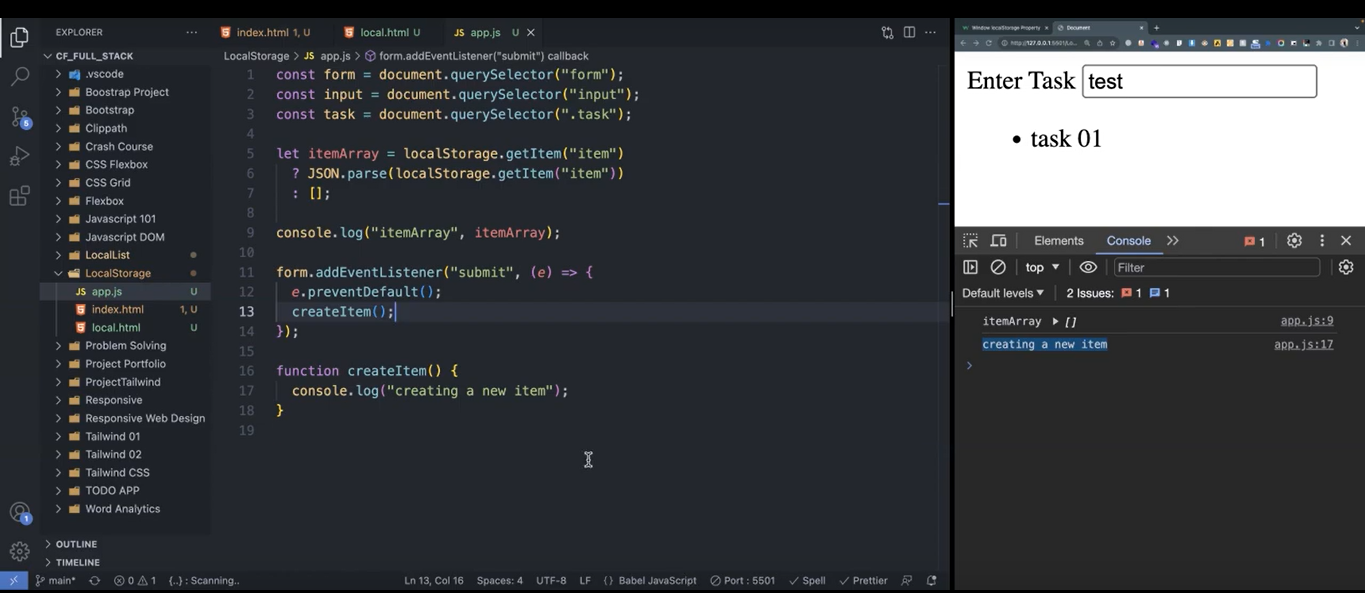 EXPLORER
index.html 1, U
local.html U
JS app.js U
CF_FULL_STACK
.vscode
Boostrap Project
Bootstrap
Clippath
Crash Course
CSS Flexbox
CSS Grid
Flexbox
Javascript 101
Javascript DOM
LocalList
LocalStorage
JS app.js U
index.html 1, U
local.html U
Problem Solving
Project Portfolio
ProjectTailwind
Responsive
Responsive Web Design
Tailwind 01
Tailwind 02
Tailwind CSS
TODO APP
Word Analytics
OUTLINE
TIMELINE
LocalStorage > JS app.js > form.addEventListener("submit") callback
1 const form = document.querySelector("form");
2 const input = document.querySelector("input");
3 const task = document.querySelector(".task");
4
5 let itemArray = localStorage.getItem("item")
6 ? JSON.parse(localStorage.getItem("item"))
7 : [];
8
9 console.log("itemArray", itemArray);
10
11 form.addEventListener("submit", (e) => {
12 e.preventDefault();
13 createItem();
14 });
15
16 function createItem() {
17 console.log("creating a new item");
18 }
19
main* 0 1 {..} : Scanning.. Ln 13, Col 16 Spaces: 4 UTF-8 LF {} Babel JavaScript Port : 5501 Spell Prettier
5
1
Window localStorage Property
Document
Enter Task test
• task 01
Elements Console 1
top Filter
Default levels 2 Issues: 1 1
itemArray [] app.js:9
creating a new item app.js:17